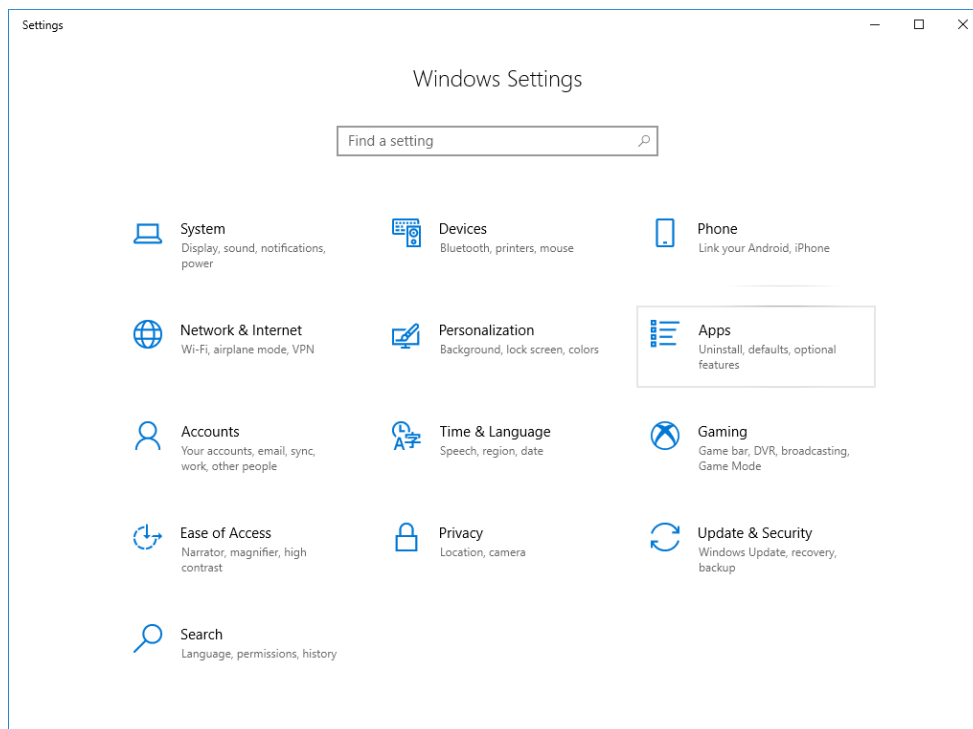 Settings
Windows Settings
Find a setting
System
Display, sound, notifications,
power
Devices
Bluetooth, printers, mouse
Phone
Link your Android, iPhone
Network & Internet
Wi-Fi, airplane mode, VPN
Personalization
Background, lock screen, colors
Apps
Uninstall, defaults, optional
features
Accounts
Your accounts, email, sync,
work, other people
Time & Language
Speech, region, date
Gaming
Game bar, DVR, broadcasting,
Game Mode
Ease of Access
Narrator, magnifier, high
contrast
Privacy
Location, camera
Update & Security
Windows Update, recovery,
backup
Search
Language, permissions, history